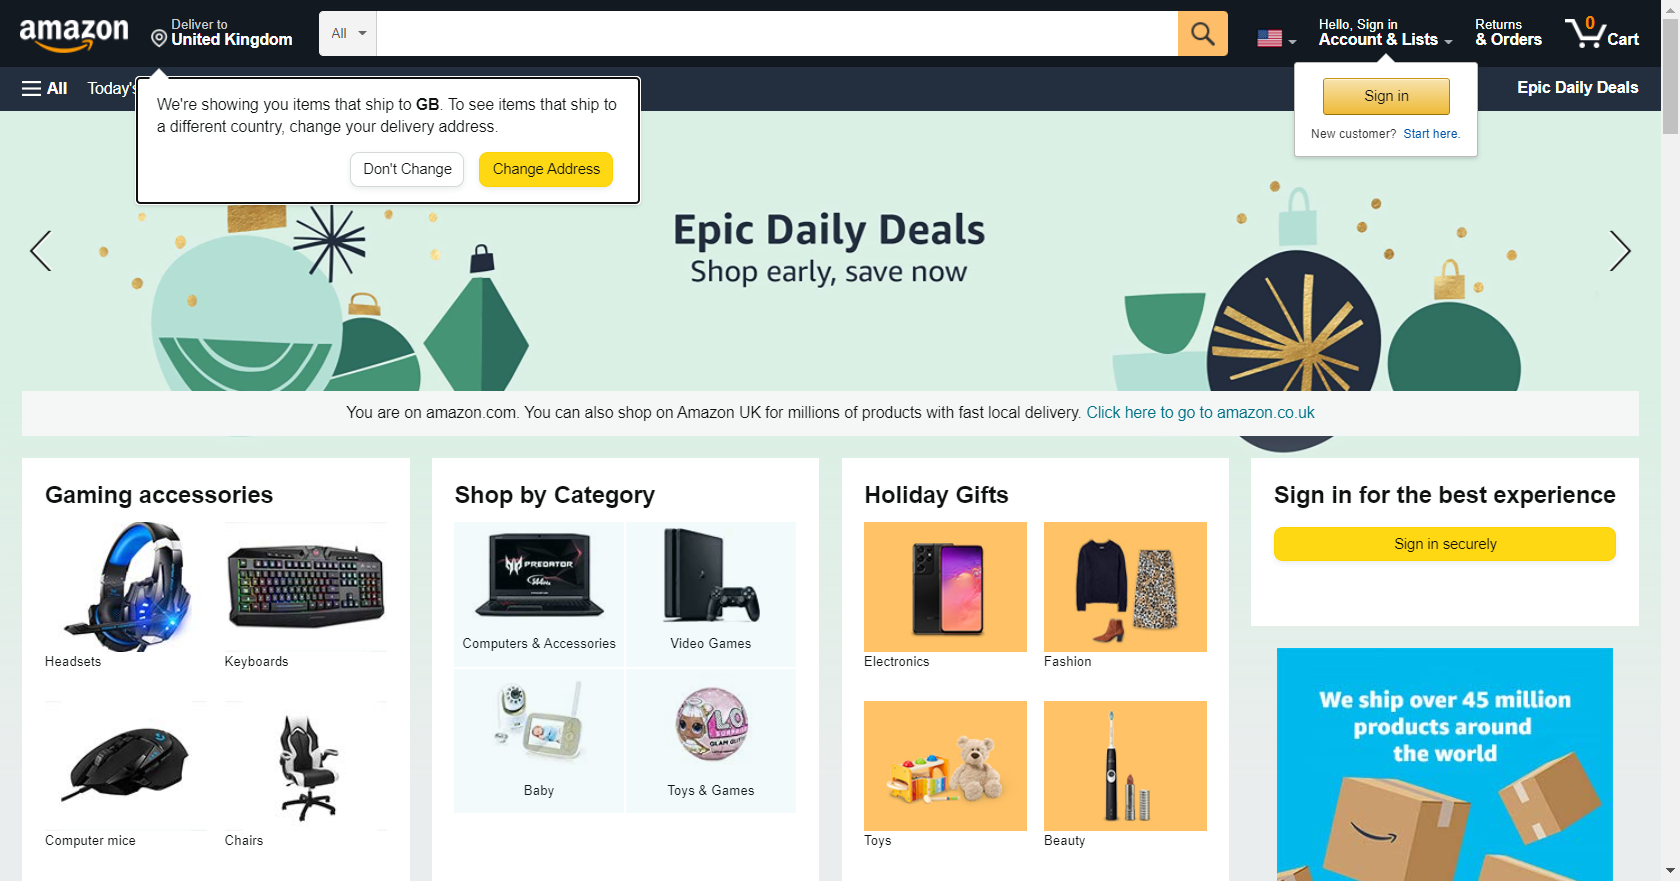 amazon
Deliver to
United Kingdom
All
Hello, Sign in
Account & Lists
Returns
& Orders
0
Cart
All
Today's
Epic Daily Deals
We're showing you items that ship to GB. To see items that ship to
a different country, change your delivery address.
Don't Change
Change Address
Sign in
New customer? Start here.
Epic Daily Deals
Shop early, save now
You are on amazon.com. You can also shop on Amazon UK for millions of products with fast local delivery. Click here to go to amazon.co.uk
Gaming accessories
Headsets
Keyboards
Computer mice
Chairs
Shop by Category
PREDATOR
144Hz
Computers & Accessories
Video Games
Baby
L.O.L
SURPRISE
GLAM GLITTER
Toys & Games
Holiday Gifts
Electronics
Fashion
Toys
Beauty
Sign in for the best experience
Sign in securely
We ship over 45 million
products around
the world